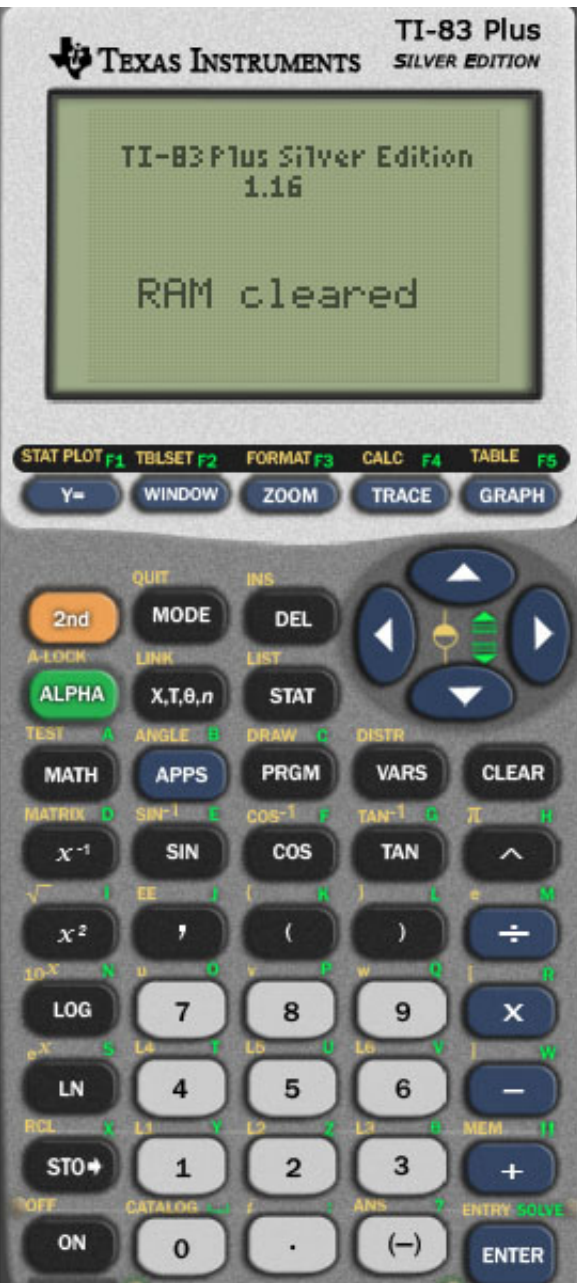 TI-83 Plus
TEXAS INSTRUMENTS SILVER EDITION
TI-83 Plus Silver Edition
1.16
RAM cleared
STAT PLOT F1 TBLSET F2 FORMAT F3 CALC F4 TABLE F5
Y= WINDOW ZOOM TRACE GRAPH
QUIT INS
2nd MODE DEL
A-LOCK LINK LIST
ALPHA X,T,θ,n STAT
TEST A ANGLE B DRAW C DISTR
MATH APPS PRGM VARS CLEAR
MATRIX D SIN-1 E COS-1 F TAN-1 G π H
x-1 SIN COS TAN ^
√ I EE J { K } L e M
x2 , ( ) ÷
10x N u O v P w Q [ R
LOG 7 8 9 ×
ex S L4 T L5 U L6 V ] W
LN 4 5 6 −
RCL X L1 Y L2 Z L3 θ MEM "
STO➔ 1 2 3 +
OFF CATALOG i : ANS ? ENTRY SOLVE
ON 0 . (−) ENTER